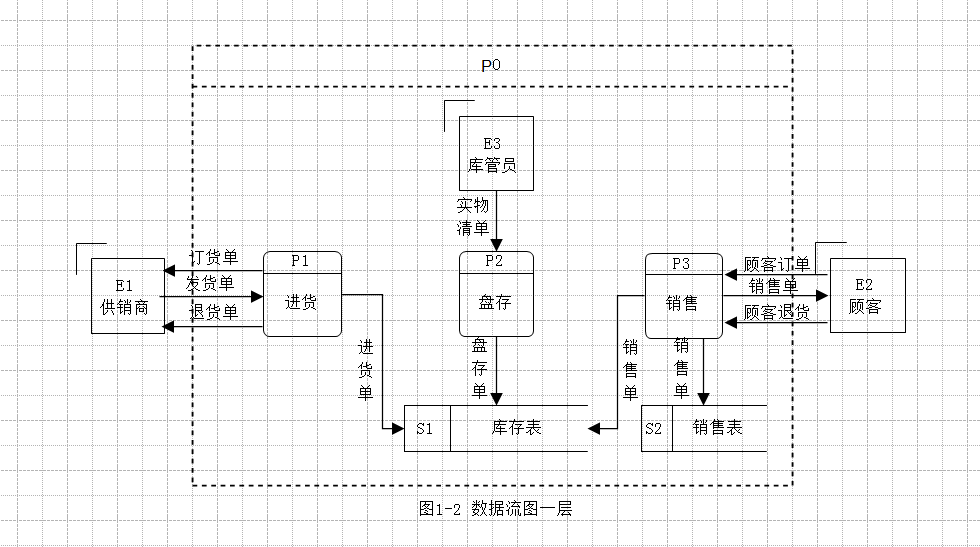 P0
E3
库管员
实物
清单
订货单
发货单
退货单
E1
供销商
P1
进货
P2
盘存
P3
销售
顾客订单
销售单
顾客退货
E2
顾客
进货单
盘存单
销售单
销售单
S1
库存表
S2
销售表
图1-2 数据流图一层